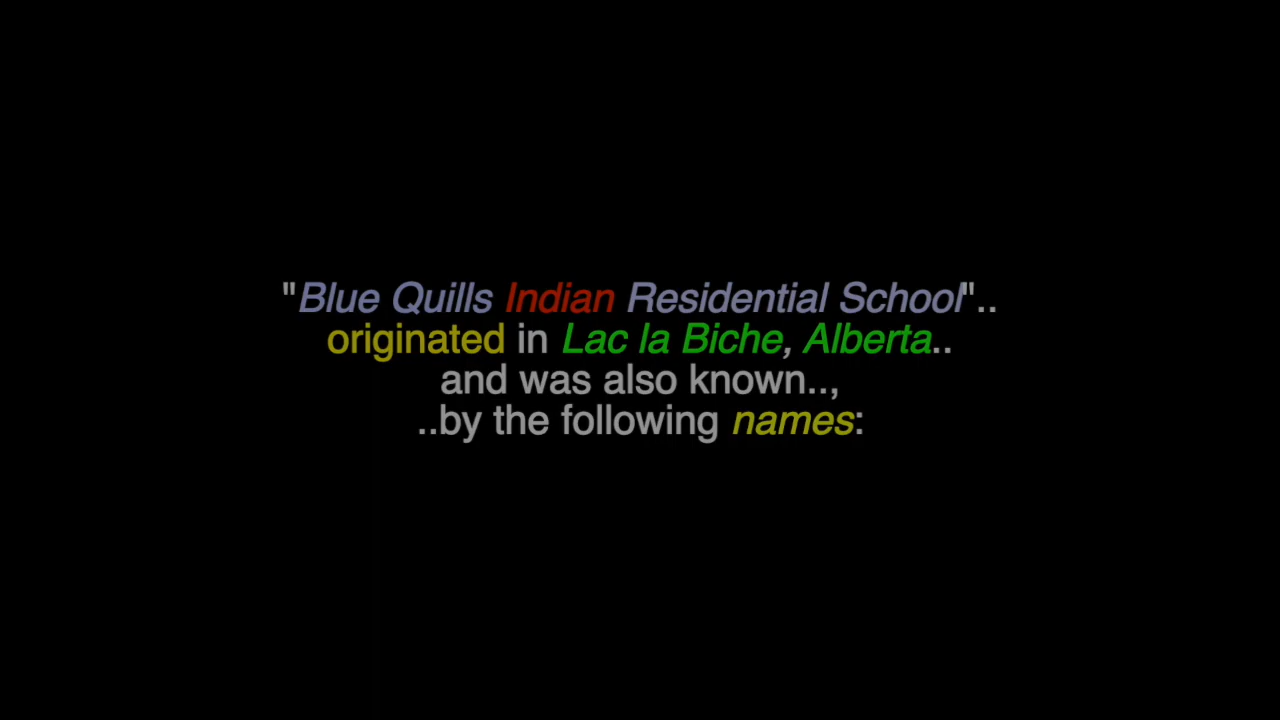 "Blue Quills Indian Residential School"..
originated in Lac la Biche, Alberta..
and was also known..,
..by the following names: